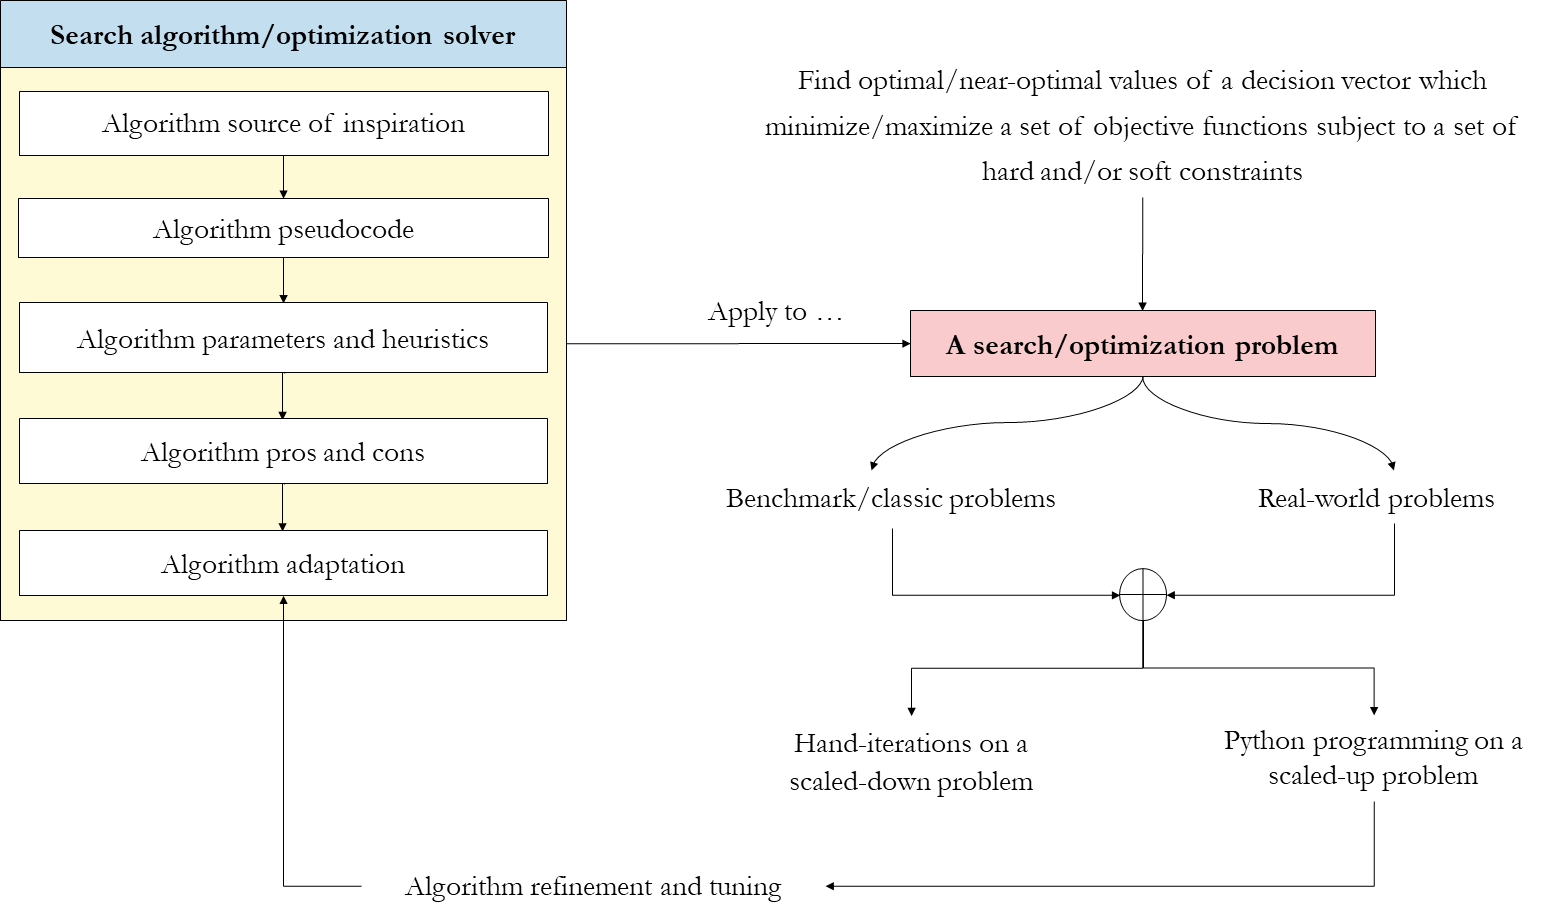 Search algorithm/optimization solver
Algorithm source of inspiration
Algorithm pseudocode
Algorithm parameters and heuristics
Algorithm pros and cons
Algorithm adaptation
Apply to …
Find optimal/near-optimal values of a decision vector which
minimize/maximize a set of objective functions subject to a set of
hard and/or soft constraints
A search/optimization problem
Benchmark/classic problems
Real-world problems
Hand-iterations on a
scaled-down problem
Python programming on a
scaled-up problem
Algorithm refinement and tuning